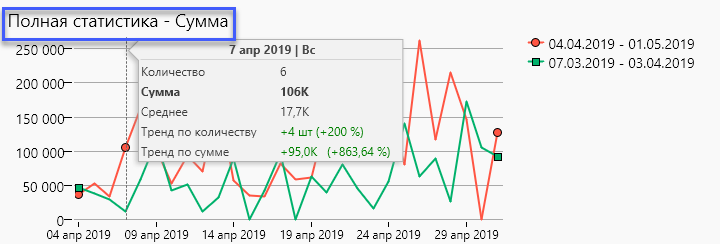 Полная статистика - Сумма
7 апр 2019 | Вс
Количество 6
Сумма 106K
Среднее 17,7K
Тренд по количеству +4 шт (+200 %)
Тренд по сумме +95,0K (+863,64 %)
04.04.2019 - 01.05.2019
07.03.2019 - 03.04.2019
250 000
200 000
150 000
100 000
50 000
0
04 апр 2019 09 апр 2019 14 апр 2019 19 апр 2019 24 апр 2019 29 апр 2019